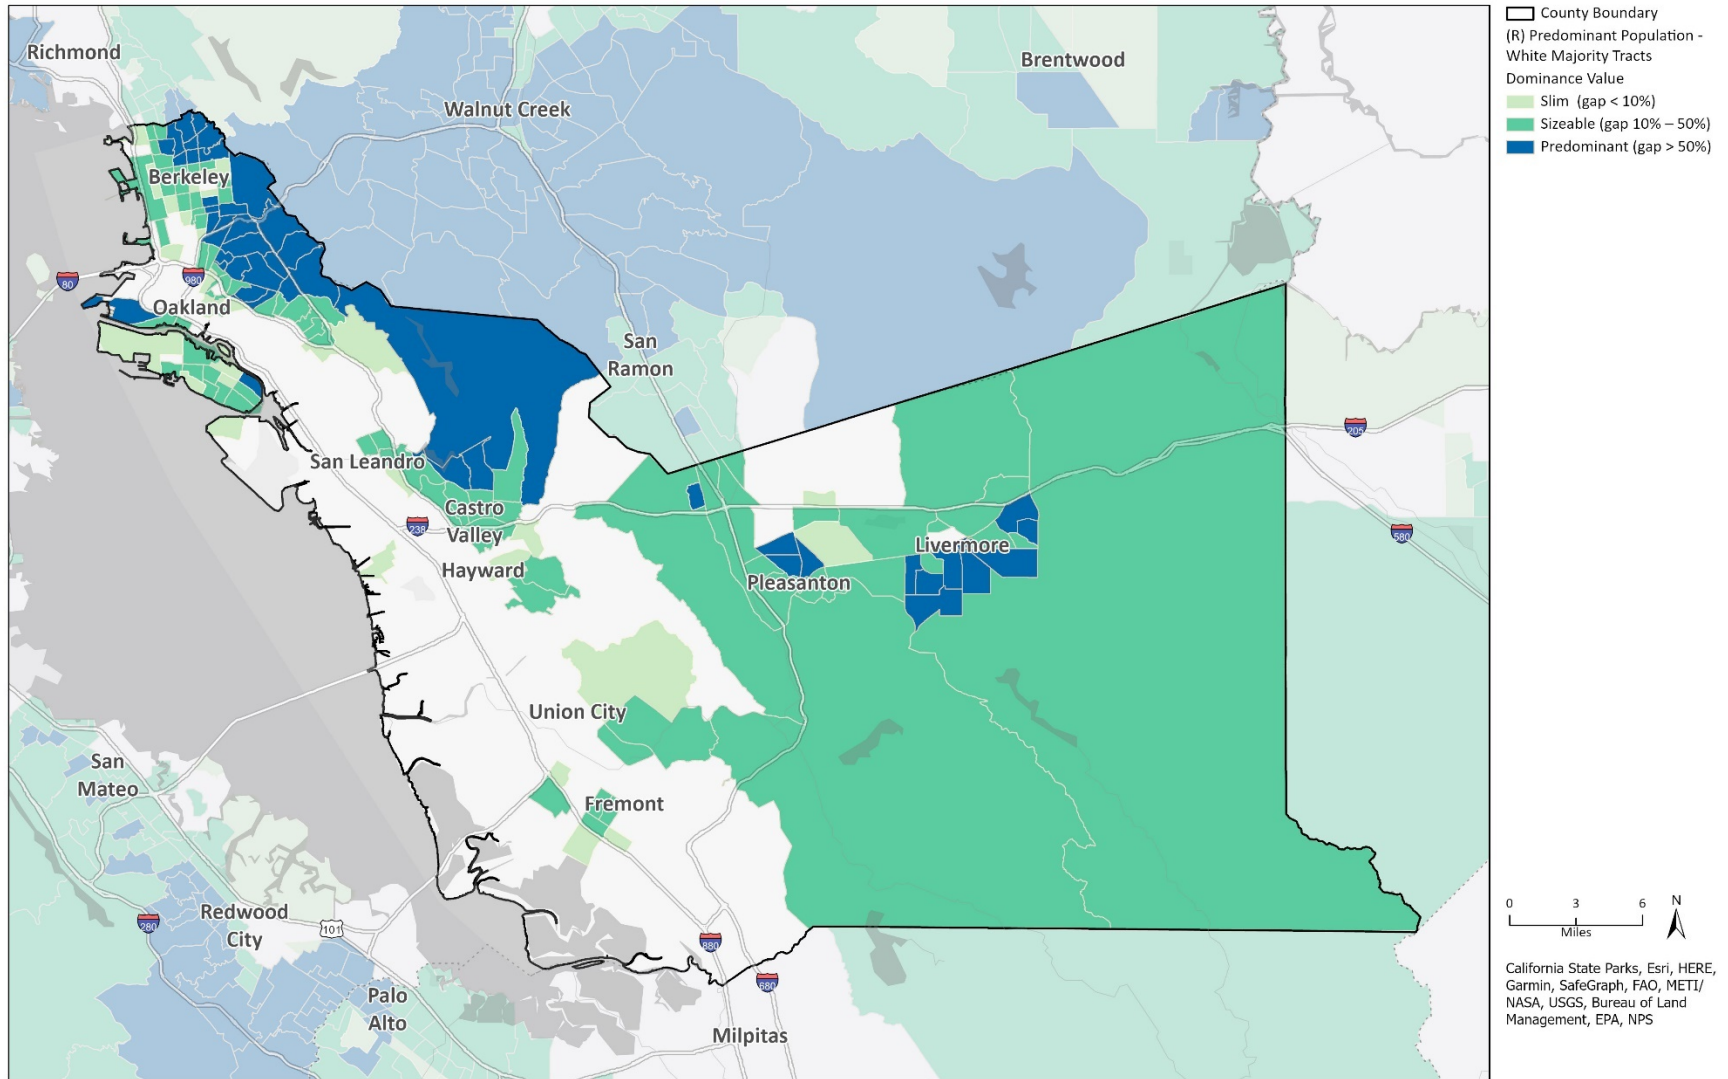 Richmond
Brentwood
Walnut Creek
Berkeley
80
980
Oakland
San
Ramon
205
San Leandro
Castro
Valley
238
580
Livermore
Hayward
Pleasanton
Union City
San
Mateo
Fremont
Redwood
City
280
101
880
680
Palo
Alto
Milpitas
County Boundary
(R) Predominant Population -
White Majority Tracts
Dominance Value
Slim (gap < 10%)
Sizeable (gap 10% – 50%)
Predominant (gap > 50%)
0 3 6
Miles
N
California State Parks, Esri, HERE,
Garmin, SafeGraph, FAO, METI/
NASA, USGS, Bureau of Land
Management, EPA, NPS